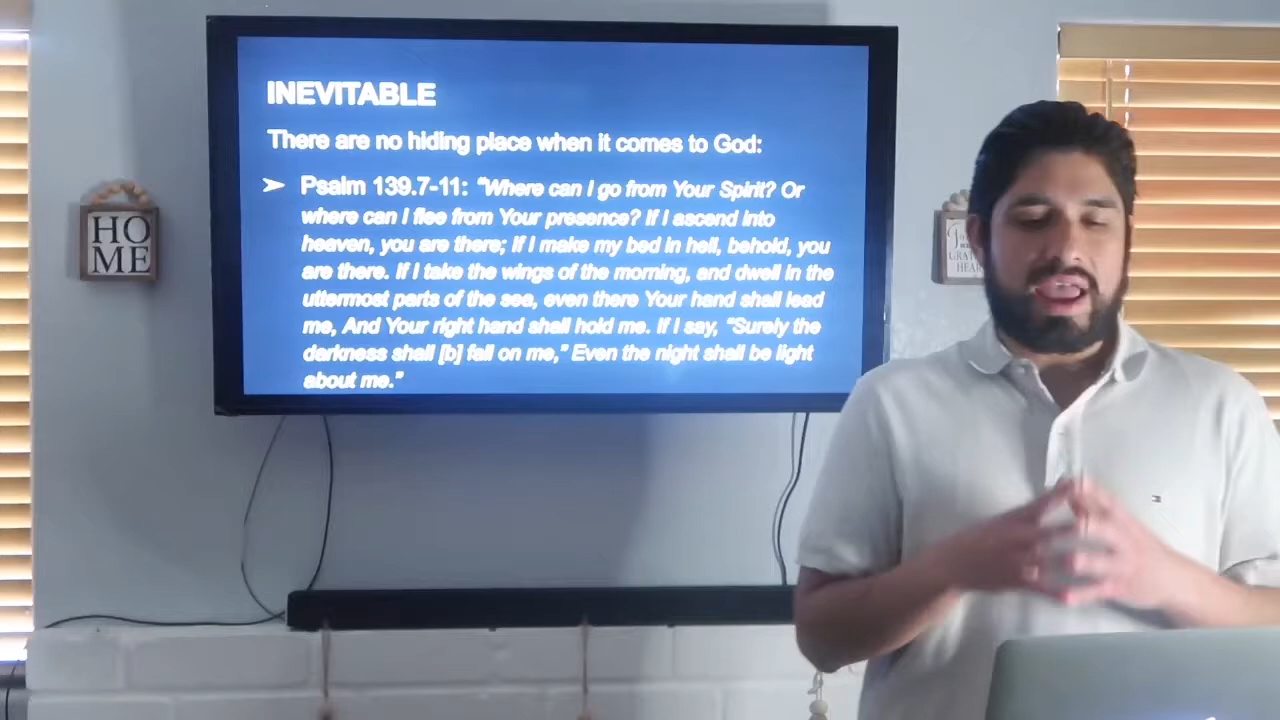 INEVITABLE
There are no hiding place when it comes to God:
➢ Psalm 139.7-11: “Where can I go from Your Spirit? Or
where can I flee from Your presence? If I ascend into
heaven, you are there; If I make my bed in hell, behold, you
are there. If I take the wings of the morning, and dwell in the
uttermost parts of the sea, even there Your hand shall lead
me, And Your right hand shall hold me. If I say, “Surely the
darkness shall [b] fall on me,” Even the night shall be light
about me.”
HO
ME